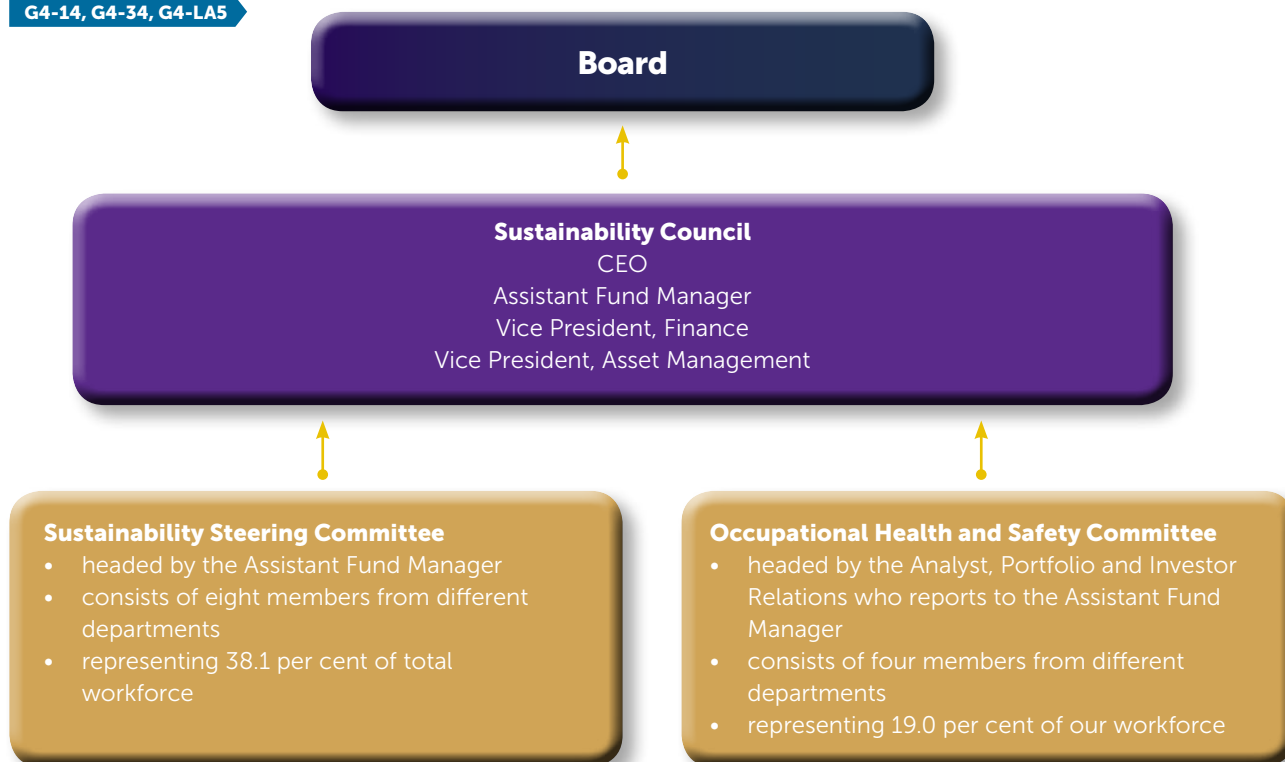 G4-14, G4-34, G4-LA5
Board
Sustainability Council
CEO
Assistant Fund Manager
Vice President, Finance
Vice President, Asset Management
Sustainability Steering Committee
• headed by the Assistant Fund Manager
• consists of eight members from different
departments
• representing 38.1 per cent of total
workforce
Occupational Health and Safety Committee
• headed by the Analyst, Portfolio and Investor
Relations who reports to the Assistant Fund
Manager
• consists of four members from different
departments
• representing 19.0 per cent of our workforce